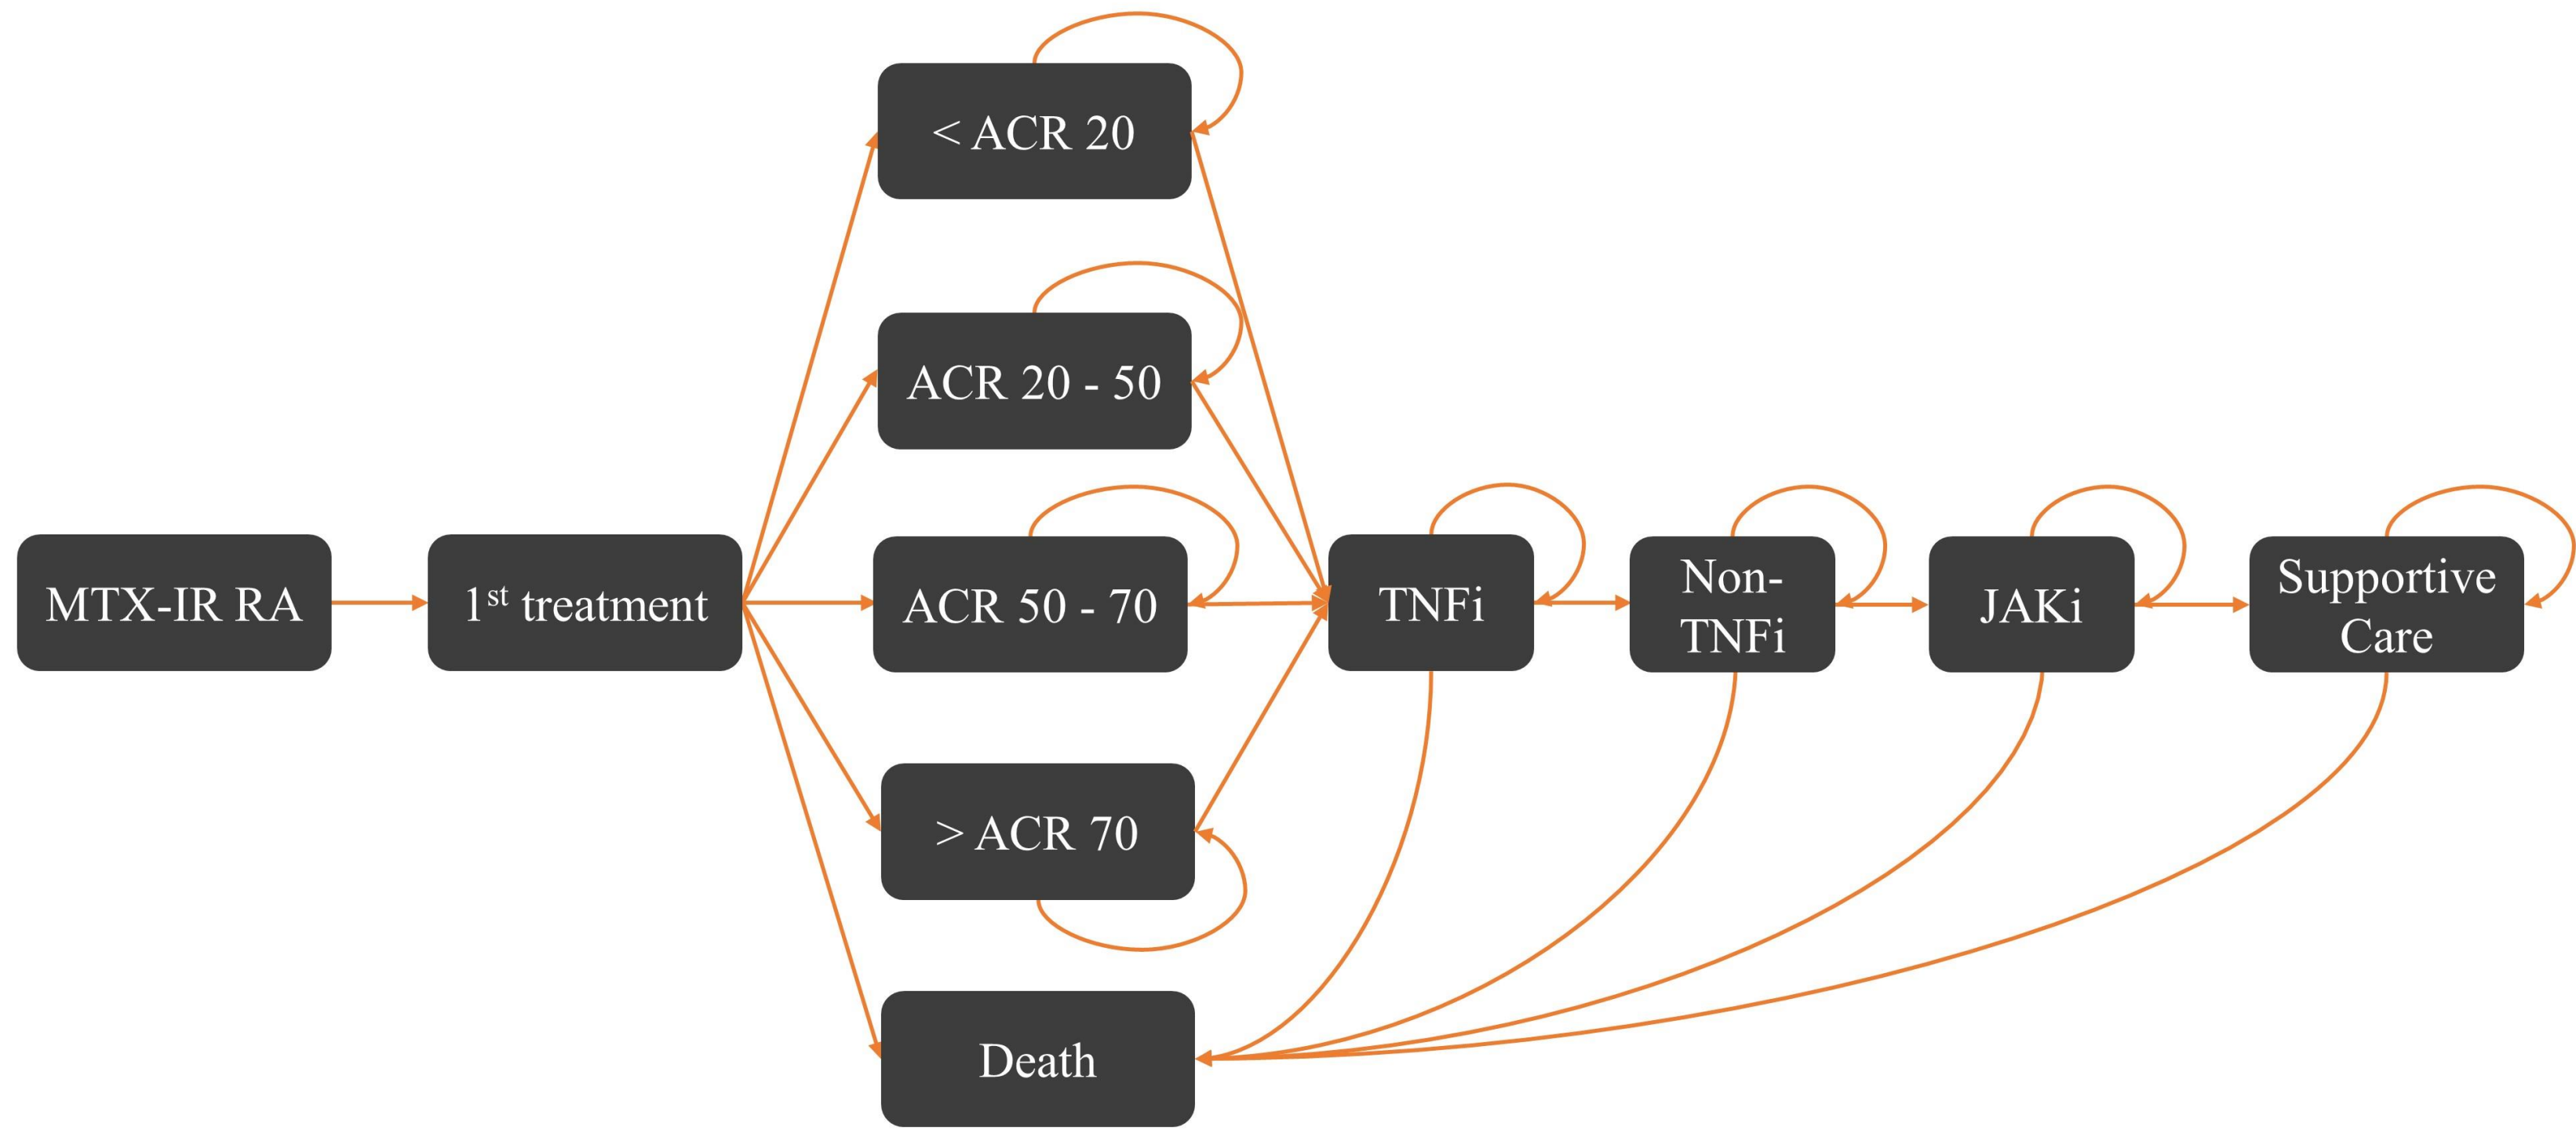 < ACR 20
ACR 20 - 50
MTX-IR RA
1st treatment
ACR 50 - 70
TNFi
Non-
TNFi
JAKi
Supportive
Care
> ACR 70
Death